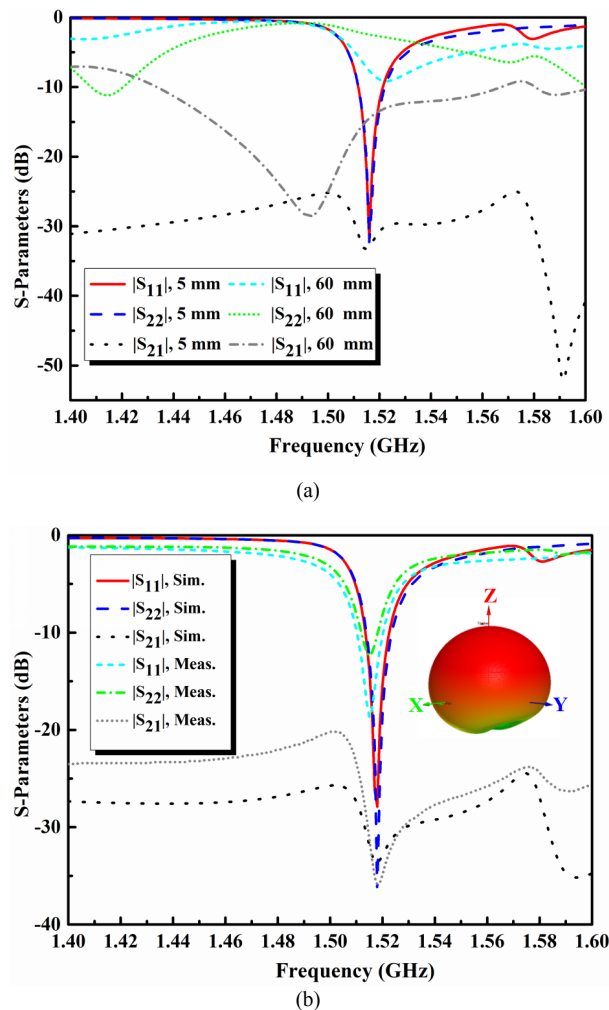 0
-10
-20
-30
-40
-50
S-Parameters (dB)
|S11|, 5 mm
|S22|, 5 mm
|S21|, 5 mm
|S11|, 60 mm
|S22|, 60 mm
|S21|, 60 mm
1.40 1.42 1.44 1.46 1.48 1.50 1.52 1.54 1.56 1.58 1.60
Frequency (GHz)
(a)
0
-10
-20
-30
-40
S-Parameters (dB)
|S11|, Sim.
|S22|, Sim.
|S21|, Sim.
|S11|, Meas.
|S22|, Meas.
|S21|, Meas.
Z
X
Y
1.40 1.42 1.44 1.46 1.48 1.50 1.52 1.54 1.56 1.58 1.60
Frequency (GHz)
(b)